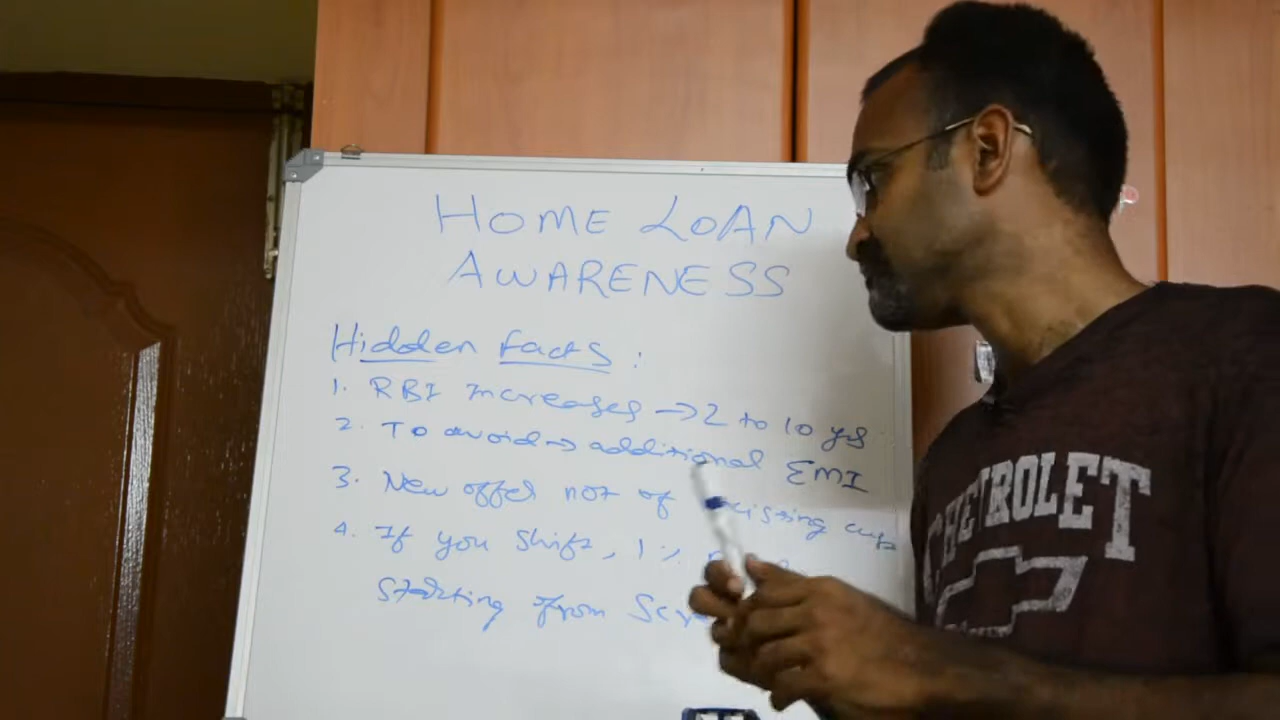 HOME LOAN
AWARENESS
Hidden Facts :
1. RBI Increases → 2 to 10 yrs
2. To avoid → additional EMI
3. New offer not of existing
4. If you shift, 1%
Starting from
CHEVROLET